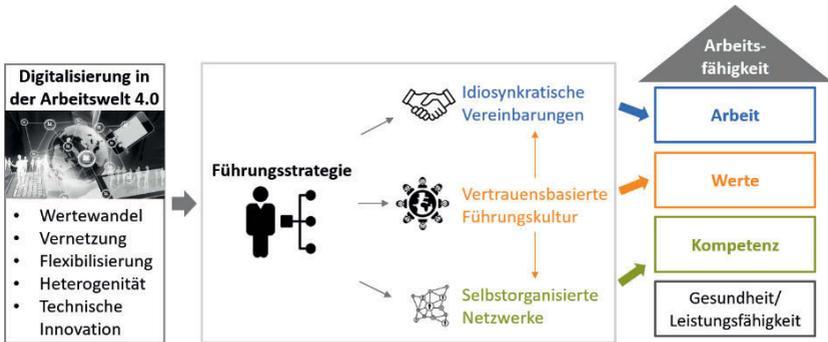 Digitalisierung in
der Arbeitswelt 4.0
• Wertewandel
• Vernetzung
• Flexibilisierung
• Heterogenität
• Technische
Innovation
Führungsstrategie
Idiosynkratische
Vereinbarungen
Vertrauensbasierte
Führungskultur
Selbstorganisierte
Netzwerke
Arbeits-
fähigkeit
Arbeit
Werte
Kompetenz
Gesundheit/
Leistungsfähigkeit